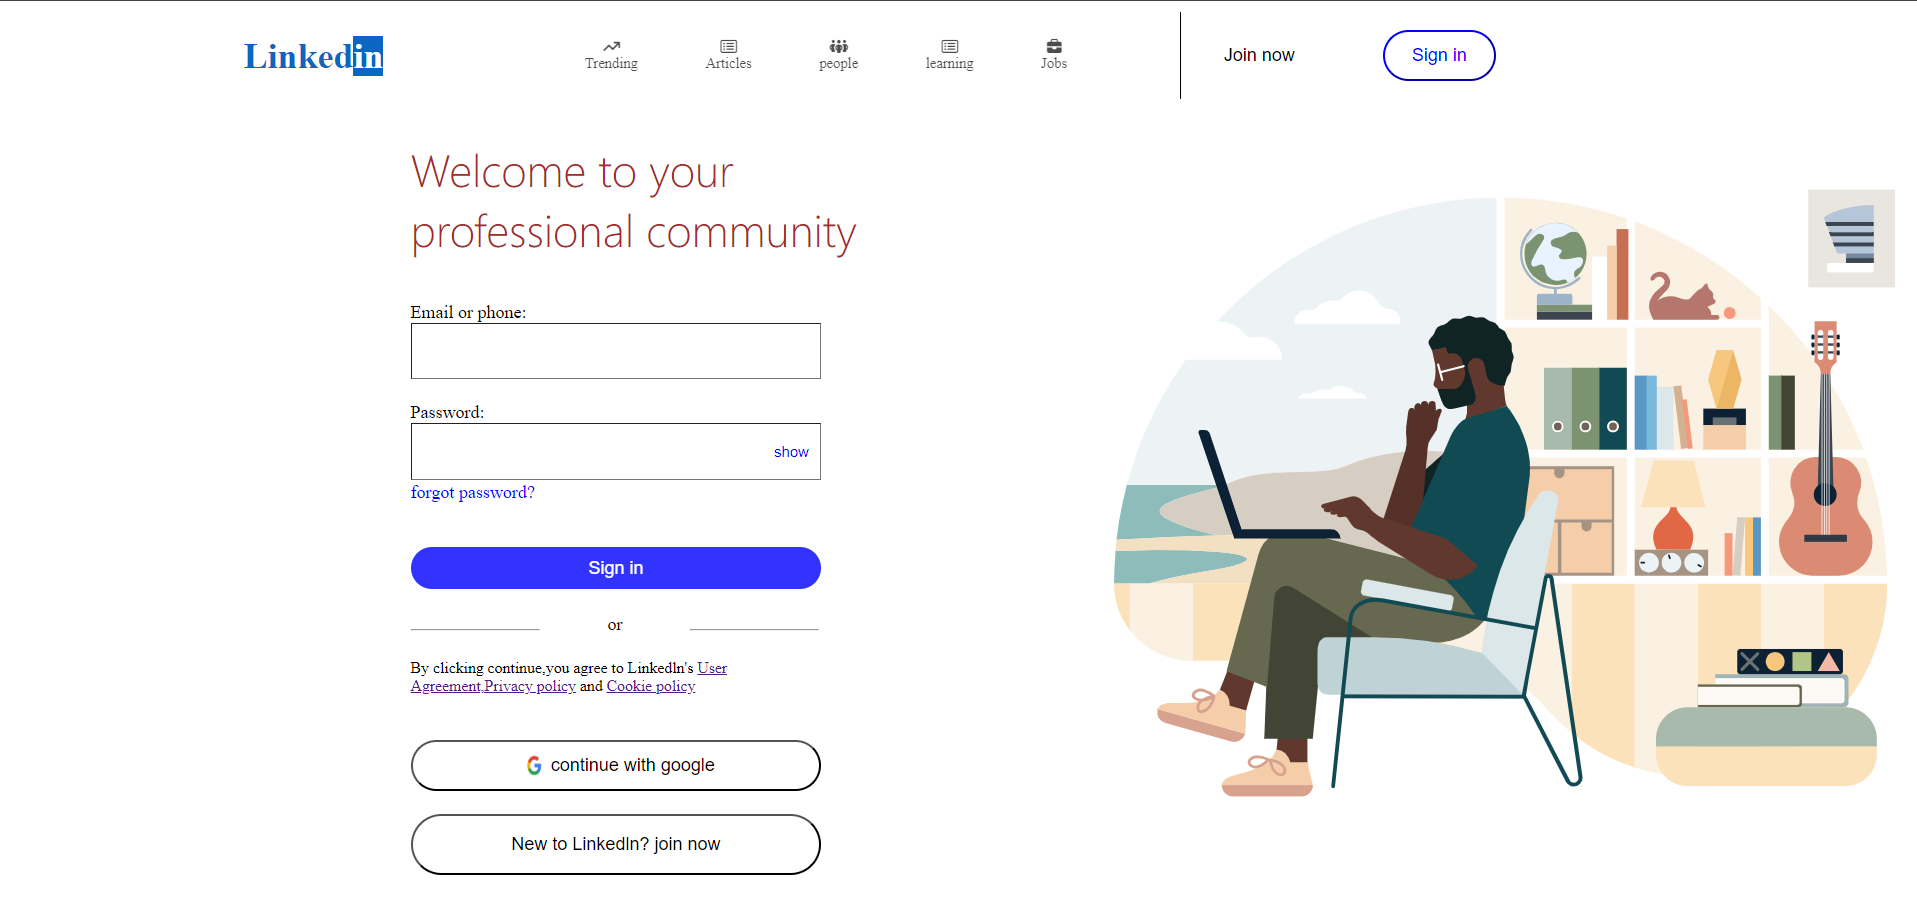 Linkedin
Trending
Articles
people
learning
Jobs
Join now
Sign in
Welcome to your
professional community
Email or phone:
Password:
show
forgot password?
Sign in
or
By clicking continue,you agree to LinkedIn's User
Agreement,Privacy policy and Cookie policy
continue with google
New to LinkedIn? join now